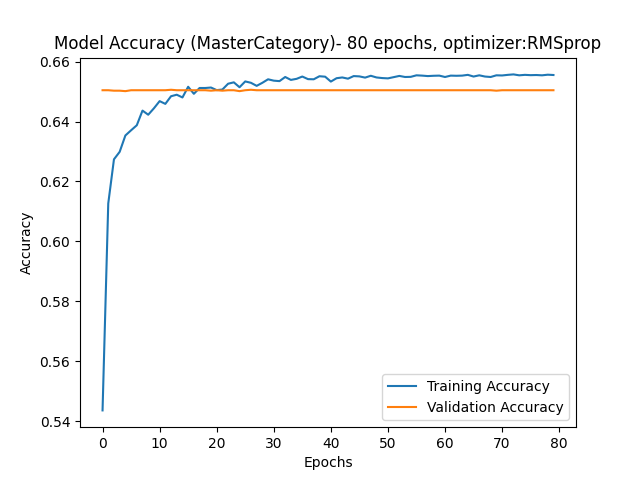 Model Accuracy (MasterCategory)- 80 epochs, optimizer:RMSprop
0.66
0.64
0.62
0.60
0.58
0.56
0.54
Accuracy
0 10 20 30 40 50 60 70 80
Epochs
Training Accuracy
Validation Accuracy